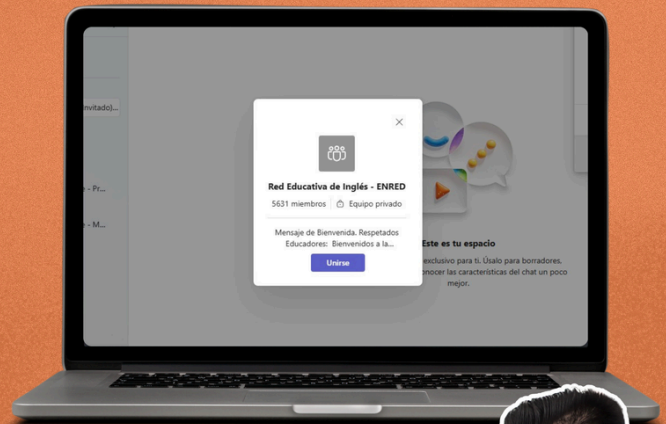 nvitado)...
- Pr...
- M...
Red Educativa de Inglés - ENRED
5631 miembros
Equipo privado
Mensaje de Bienvenida. Respetados
Educadores: Bienvenidos a la...
Unirse
Este es tu espacio
exclusivo para ti. Úsalo para borradores,
conocer las características del chat un poco
mejor.